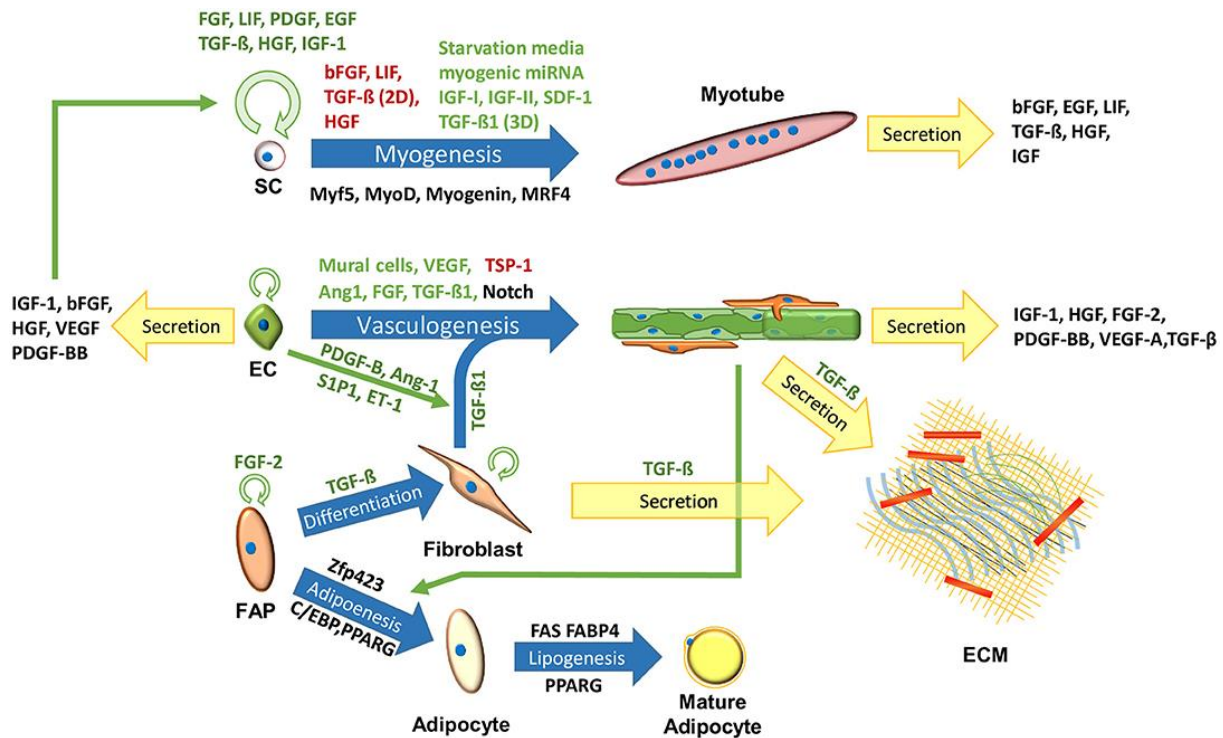 FGF, LIF, PDGF, EGF
TGF-ß, HGF, IGF-1
bFGF, LIF,
TGF-ß (2D),
HGF
Starvation media
myogenic miRNA
IGF-I, IGF-II, SDF-1
TGF-ß1 (3D)
SC
Myogenesis
Myf5, MyoD, Myogenin, MRF4
Myotube
Secretion
bFGF, EGF, LIF,
TGF-ß, HGF,
IGF
IGF-1, bFGF,
HGF, VEGF
PDGF-BB
Secretion
EC
Mural cells, VEGF, TSP-1
Ang1, FGF, TGF-ß1, Notch
Vasculogenesis
PDGF-B, Ang-1
S1P1, ET-1
TGF-ß1
Secretion
IGF-1, HGF, FGF-2,
PDGF-BB, VEGF-A,TGF-β
TGF-ß
Secretion
FGF-2
FAP
TGF-ß
Differentiation
Fibroblast
TGF-ß
Secretion
ECM
Zfp423
Adipoenesis
C/EBP,PPARG
Adipocyte
FAS FABP4
Lipogenesis
PPARG
Mature
Adipocyte